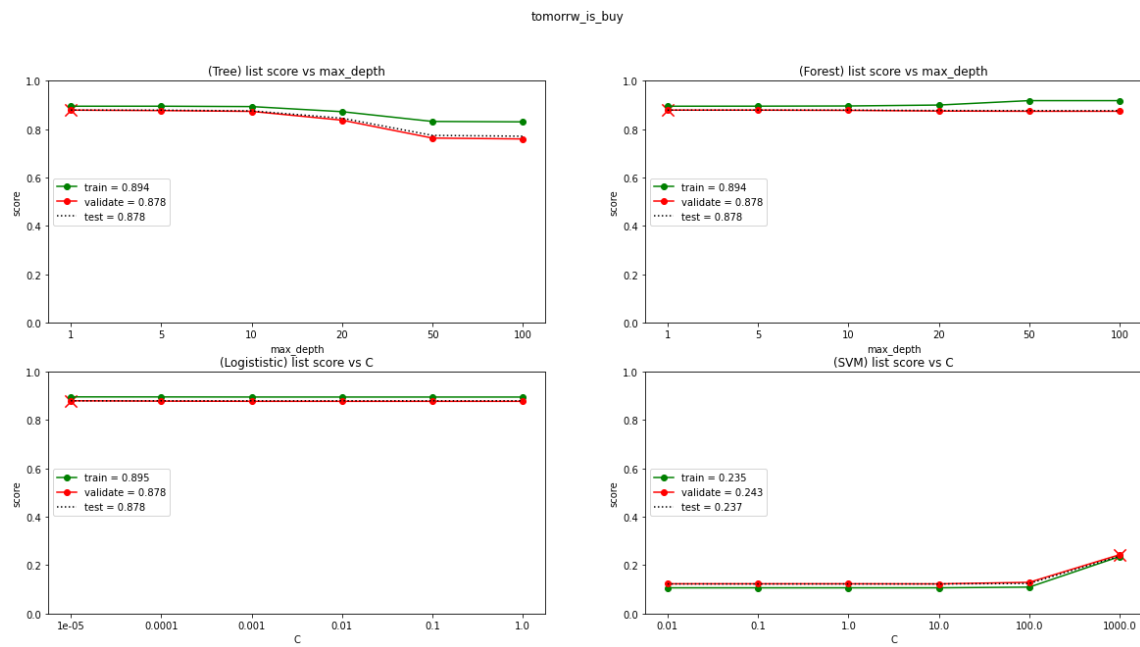 tomorrw_is_buy
(Tree) list score vs max_depth
1.0
0.8
0.6
0.4
0.2
0.0
score
train = 0.894
validate = 0.878
test = 0.878
1 5 10 20 50 100
max_depth
(Forest) list score vs max_depth
1.0
0.8
0.6
0.4
0.2
0.0
score
train = 0.894
validate = 0.878
test = 0.878
1 5 10 20 50 100
max_depth
(Logististic) list score vs C
1.0
0.8
0.6
0.4
0.2
0.0
score
train = 0.895
validate = 0.878
test = 0.878
1e-05 0.0001 0.001 0.01 0.1 1.0
C
(SVM) list score vs C
1.0
0.8
0.6
0.4
0.2
0.0
score
train = 0.235
validate = 0.243
test = 0.237
0.01 0.1 1.0 10.0 100.0 1000.0
C